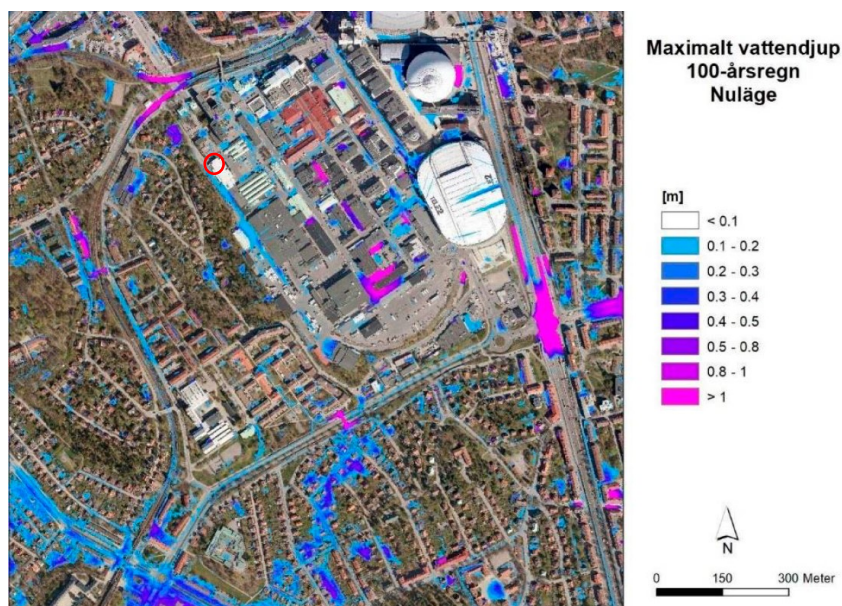 Maximalt vattendjup
100-årsregn
Nuläge
[m]
< 0.1
0.1 - 0.2
0.2 - 0.3
0.3 - 0.4
0.4 - 0.5
0.5 - 0.8
0.8 - 1
> 1
N
0 150 300 Meter